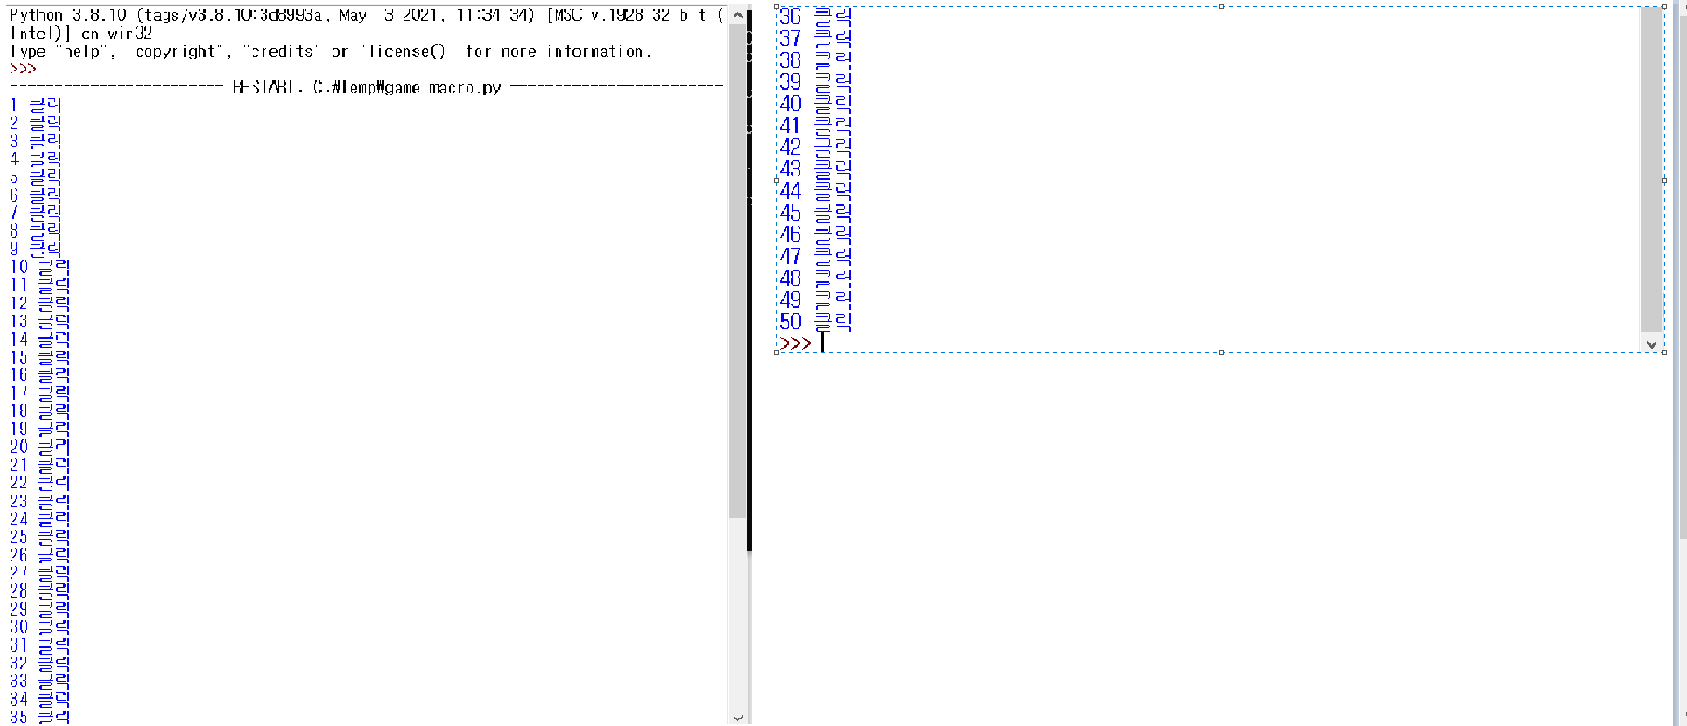 Python 3.8.10 (tags/v3.8.10:3d8993a, May  3 2021, 11:34:34) [MSC v.1928 32 bit (
Intel)] on win32
Type "help", "copyright", "credits" or "license()" for more information.
>>>
RESTART: C:\Temp\game macro.py
1 클릭
2 클릭
3 클릭
4 클릭
5 클릭
6 클릭
7 클릭
8 클릭
9 클릭
10 클릭
11 클릭
12 클릭
13 클릭
14 클릭
15 클릭
16 클릭
17 클릭
18 클릭
19 클릭
20 클릭
21 클릭
22 클릭
23 클릭
24 클릭
25 클릭
26 클릭
27 클릭
28 클릭
29 클릭
30 클릭
31 클릭
32 클릭
33 클릭
34 클릭
35 클릭
36 클릭
37 클릭
38 클릭
39 클릭
40 클릭
41 클릭
42 클릭
43 클릭
44 클릭
45 클릭
46 클릭
47 클릭
48 클릭
49 클릭
50 클릭
>>>